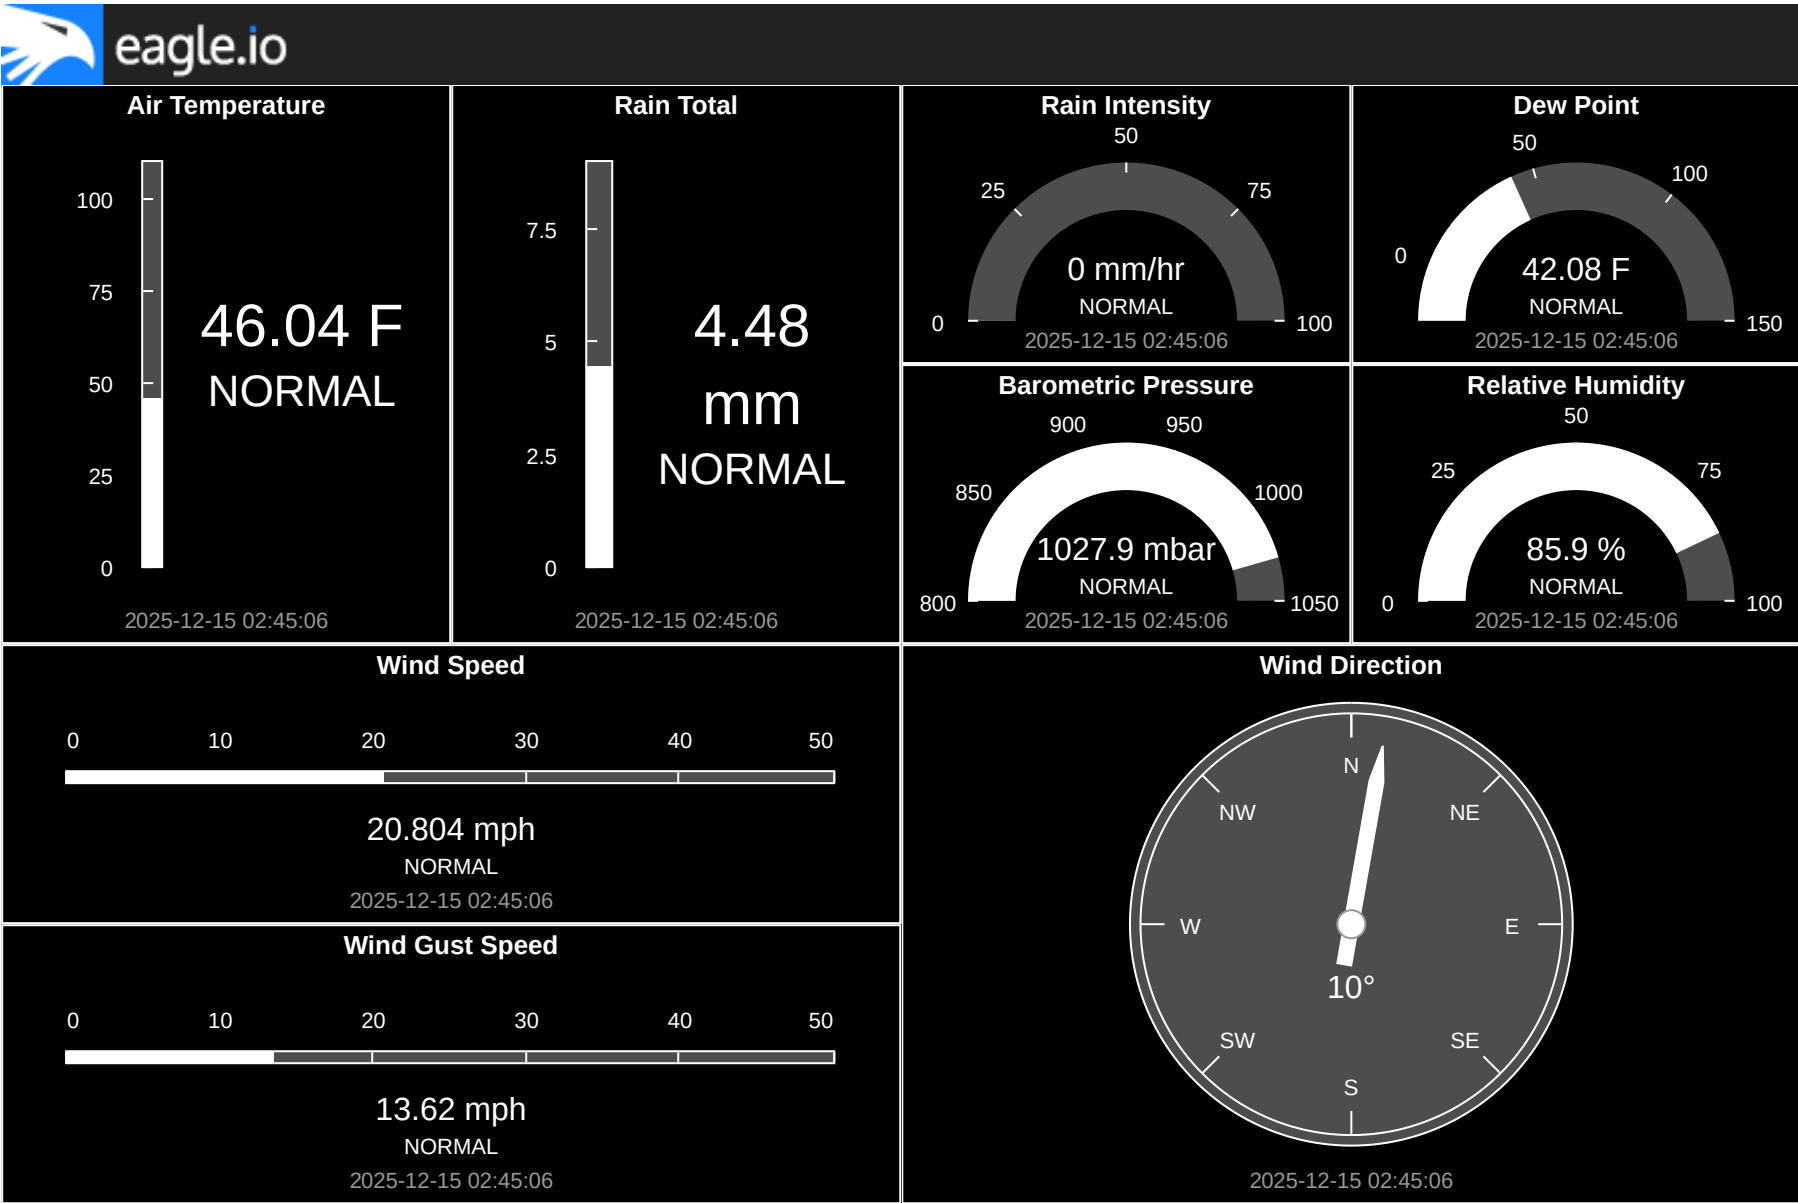 eagle.io
Air Temperature
100
75
50
25
0
46.04 F
NORMAL
2025-12-15 02:45:06
Rain Total
7.5
5
2.5
0
4.48
mm
NORMAL
2025-12-15 02:45:06
Rain Intensity
0
25
50
75
100
0 mm/hr
NORMAL
2025-12-15 02:45:06
Dew Point
0
50
100
150
42.08 F
NORMAL
2025-12-15 02:45:06
Barometric Pressure
800
850
900
950
1000
1050
1027.9 mbar
NORMAL
2025-12-15 02:45:06
Relative Humidity
0
25
50
75
100
85.9 %
NORMAL
2025-12-15 02:45:06
Wind Speed
0 10 20 30 40 50
20.804 mph
NORMAL
2025-12-15 02:45:06
Wind Gust Speed
0 10 20 30 40 50
13.62 mph
NORMAL
2025-12-15 02:45:06
Wind Direction
N
NW NE
W E
10°
SW SE
S
2025-12-15 02:45:06